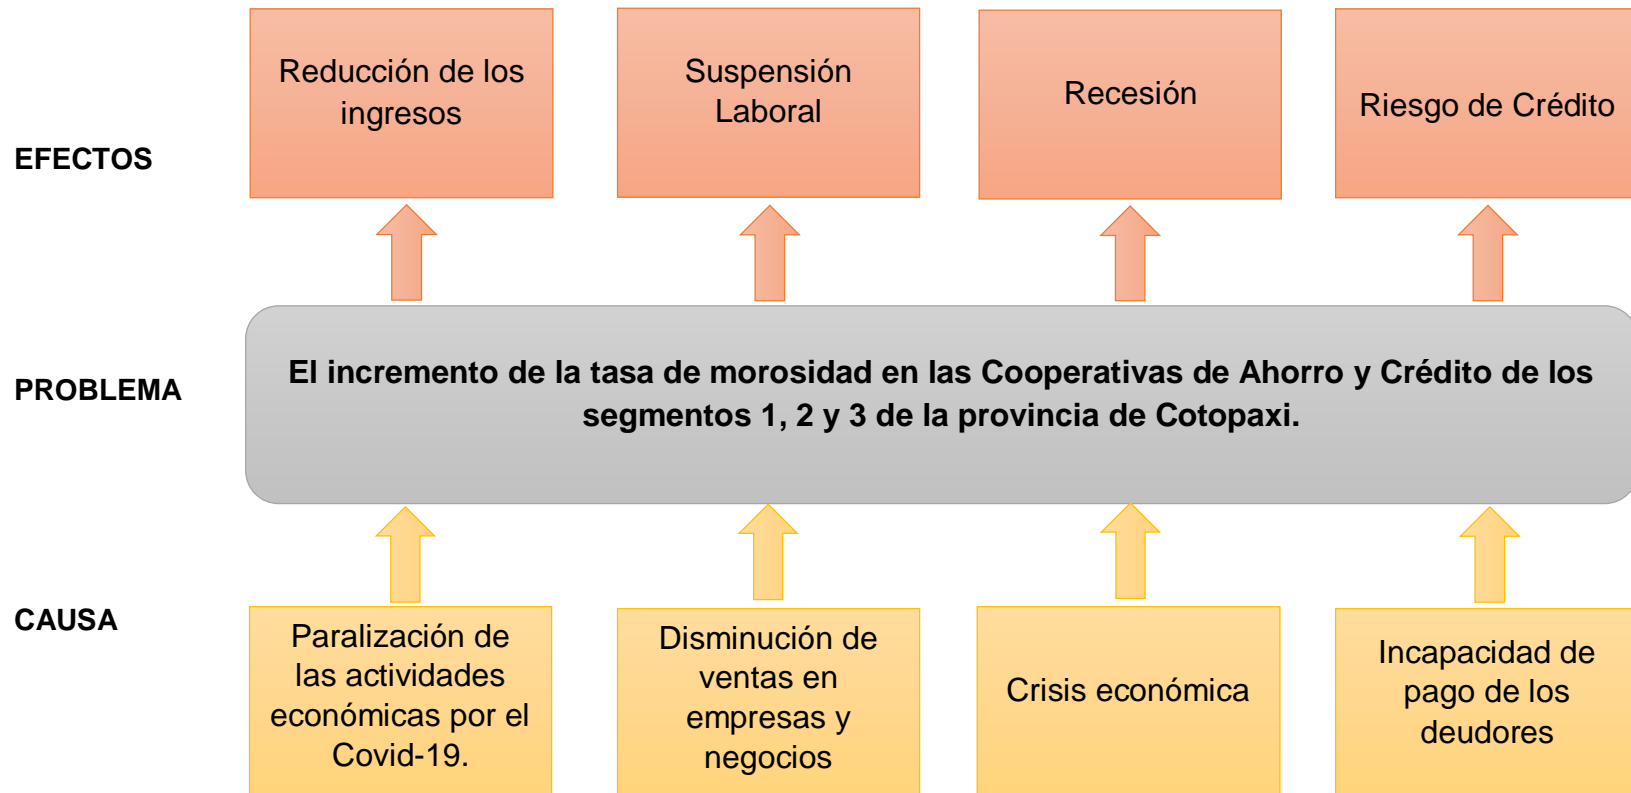 Reducción de los
ingresos
Suspensión
Laboral
Recesión
Riesgo de Crédito
EFECTOS
PROBLEMA
El incremento de la tasa de morosidad en las Cooperativas de Ahorro y Crédito de los
segmentos 1, 2 y 3 de la provincia de Cotopaxi.
CAUSA
Paralización de
las actividades
económicas por el
Covid-19.
Disminución de
ventas en
empresas y
negocios
Crisis económica
Incapacidad de
pago de los
deudores